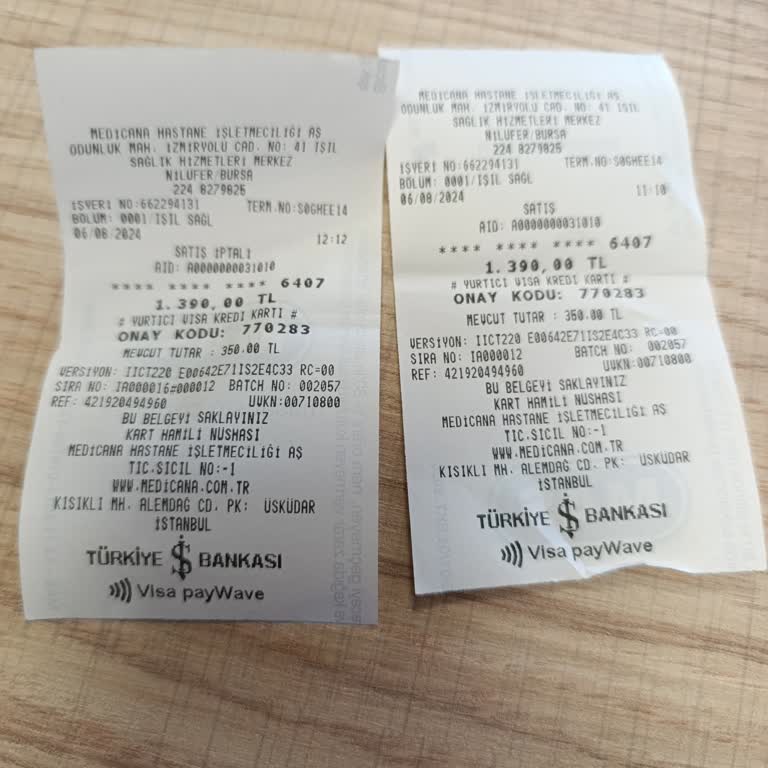 MEDİCANA HASTANE İŞLETMECİLİĞİ AŞ
ODUNLUK MAH. İZMİRYOLU CAD. NO: 41 IŞIL
SAĞLIK HİZMETLERİ MERKEZ
NİLÜFER/BURSA
224 8279825
İŞYERİ NO:662294131 TERM.NO:S0GHEE14
BÖLÜM: 0001/IŞIL SAĞL
06/08/2024 12:12
SATIŞ İPTALİ
AID: A0000000031010
**** **** **** 6407
1.390,00 TL
# YURTİÇİ VISA KREDİ KARTI #
ONAY KODU: 770283
MEVCUT TUTAR : 350.00 TL
VERSİYON: IICT220 E00642E71IS2E4C33 RC=00
SIRA NO: IA000016#000012 BATCH NO: 002057
REF: 421920494960 UVKN:00710800
BU BELGEYİ SAKLAYINIZ
KART HAMİLİ NÜSHASI
MEDİCANA HASTANE İŞLETMECİLİĞİ AŞ
TİC.SİCİL NO:-1
WWW.MEDİCANA.COM.TR
KISIKLI MH. ALEMDAĞ CD. PK: ÜSKÜDAR
İSTANBUL
TÜRKİYE İŞ BANKASI
Visa payWave
MEDİCANA HASTANE İŞLETMECİLİĞİ AŞ
ODUNLUK MAH. İZMİRYOLU CAD. NO: 41 IŞIL
SAĞLIK HİZMETLERİ MERKEZ
NİLÜFER/BURSA
224 8279825
İŞYERİ NO:662294131 TERM.NO:S0GHEE14
BÖLÜM: 0001/IŞIL SAĞL
06/08/2024 11:10
SATIŞ
AID: A0000000031010
**** **** **** 6407
1.390,00 TL
# YURTİÇİ VISA KREDİ KARTI #
ONAY KODU: 770283
MEVCUT TUTAR : 350.00 TL
VERSİYON: IICT220 E00642E71IS2E4C33 RC=00
SIRA NO: IA000012 BATCH NO: 002057
REF: 421920494960 UVKN:00710800
BU BELGEYİ SAKLAYINIZ
KART HAMİLİ NÜSHASI
MEDİCANA HASTANE İŞLETMECİLİĞİ AŞ
TİC.SİCİL NO:-1
WWW.MEDİCANA.COM.TR
KISIKLI MH. ALEMDAĞ CD. PK: ÜSKÜDAR
İSTANBUL
TÜRKİYE İŞ BANKASI
Visa payWave